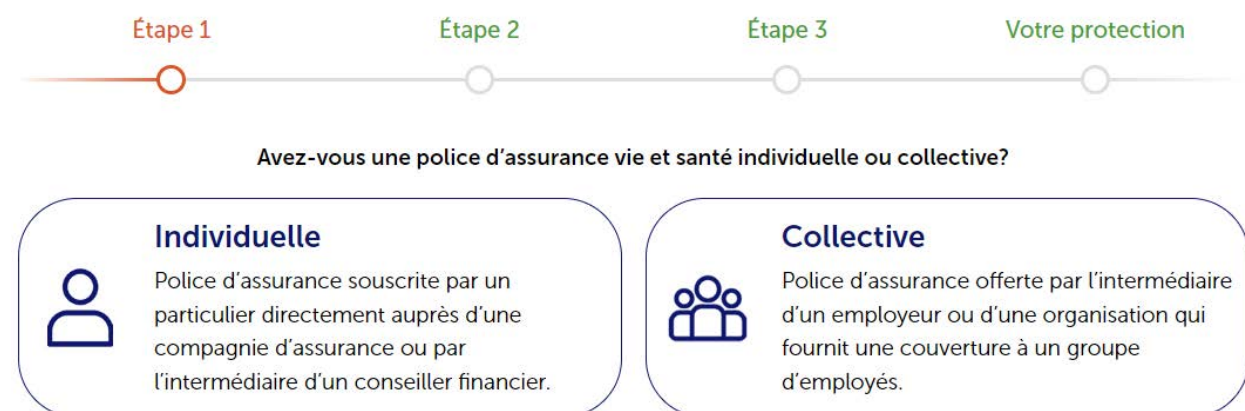 Étape 1 Étape 2 Étape 3 Votre protection
Avez-vous une police d’assurance vie et santé individuelle ou collective?
Individuelle
Police d’assurance souscrite par un
particulier directement auprès d’une
compagnie d’assurance ou par
l’intermédiaire d’un conseiller financier.
Collective
Police d’assurance offerte par l’intermédiaire
d’un employeur ou d’une organisation qui
fournit une couverture à un groupe
d’employés.